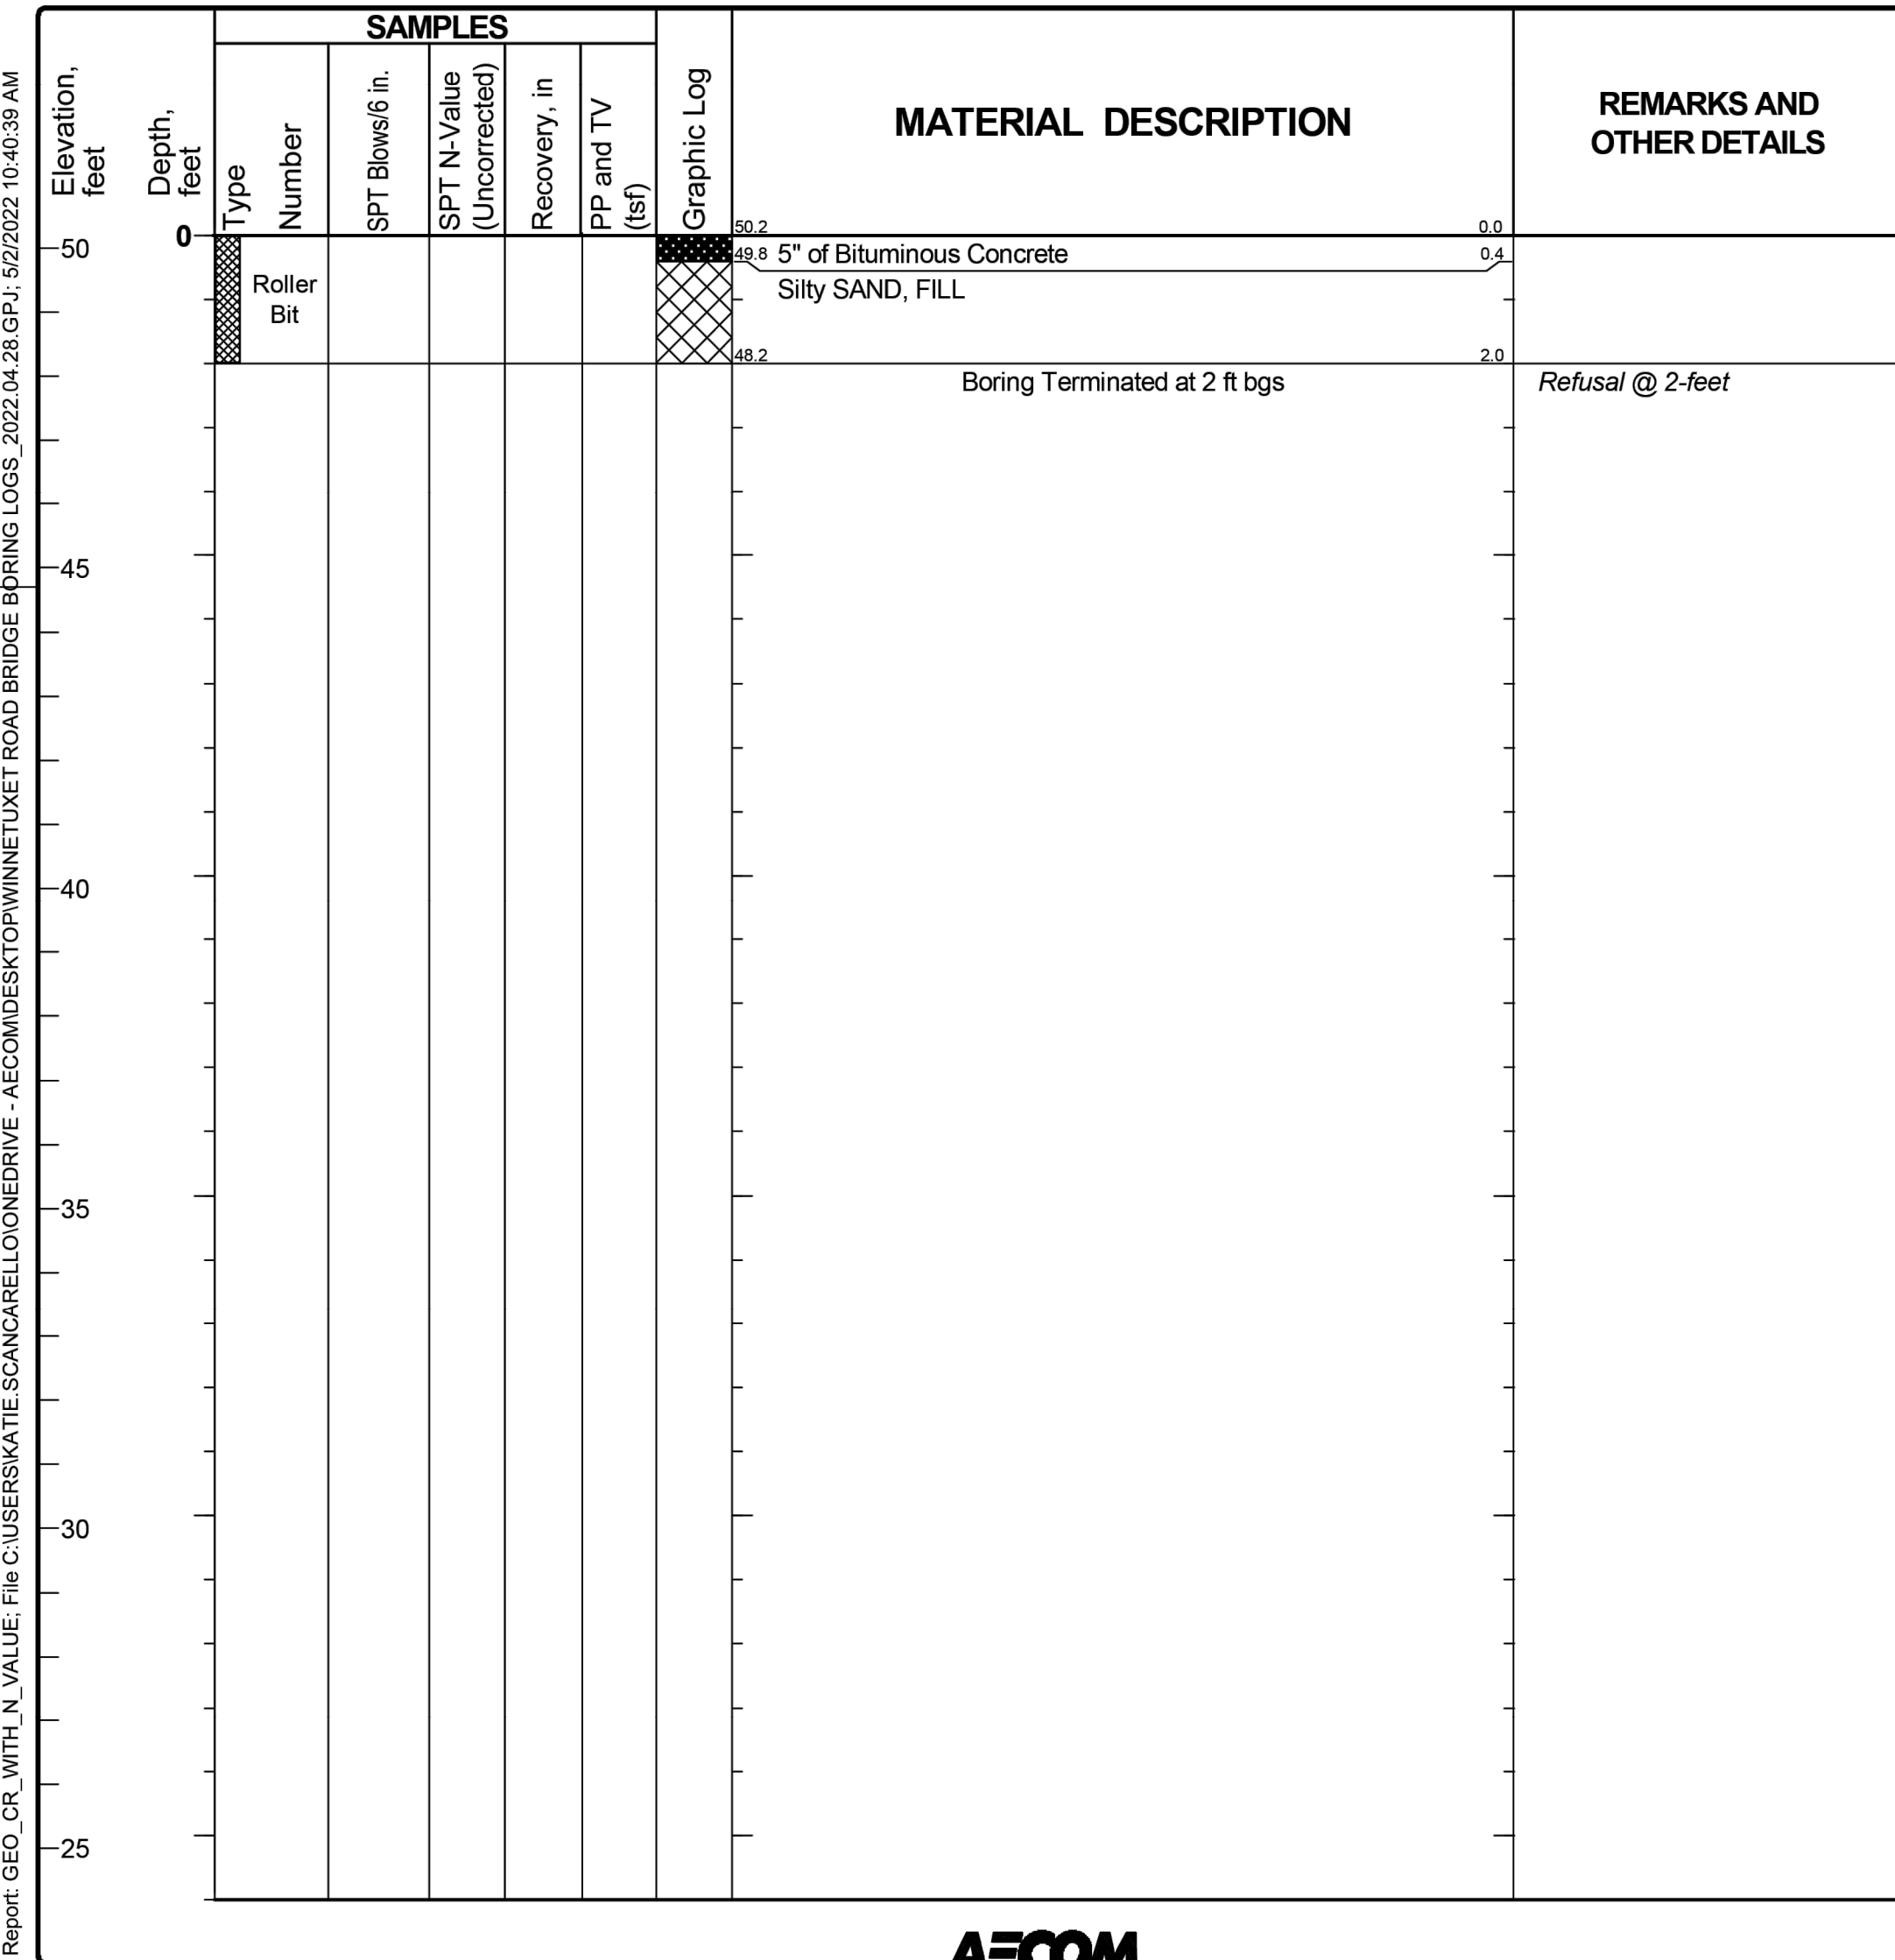 SAMPLES
Elevation,
feet
Depth,
feet
Type
Number
SPT Blows/6 in.
SPT N-Value
(Uncorrected)
Recovery, in
PP and TV
(tsf)
Graphic Log
MATERIAL DESCRIPTION
REMARKS AND
OTHER DETAILS
50.2 0.0
50 0
49.8 5" of Bituminous Concrete 0.4
Roller
Bit
Silty SAND, FILL
48.2 2.0
Boring Terminated at 2 ft bgs
Refusal @ 2-feet
45
40
35
30
25
Report: GEO_CR_WITH_N_VALUE; File C:\USERS\KATIE.SCANCARELLO\ONEDRIVE - AECOM\DESKTOP\WINNETUXET ROAD BRIDGE BORING LOGS_2022.04.28.GPJ; 5/2/2022 10:40:39 AM
AECOM